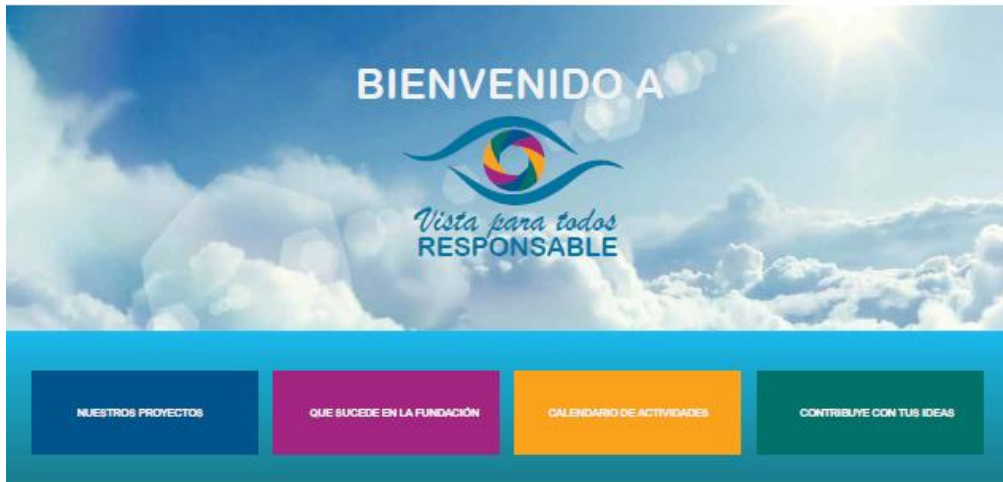 BIENVENIDO A
Vista para todos
RESPONSABLE
NUESTROS PROYECTOS
QUE SUCEDE EN LA FUNDACIÓN
CALENDARIO DE ACTIVIDADES
CONTRIBUYE CON TUS IDEAS